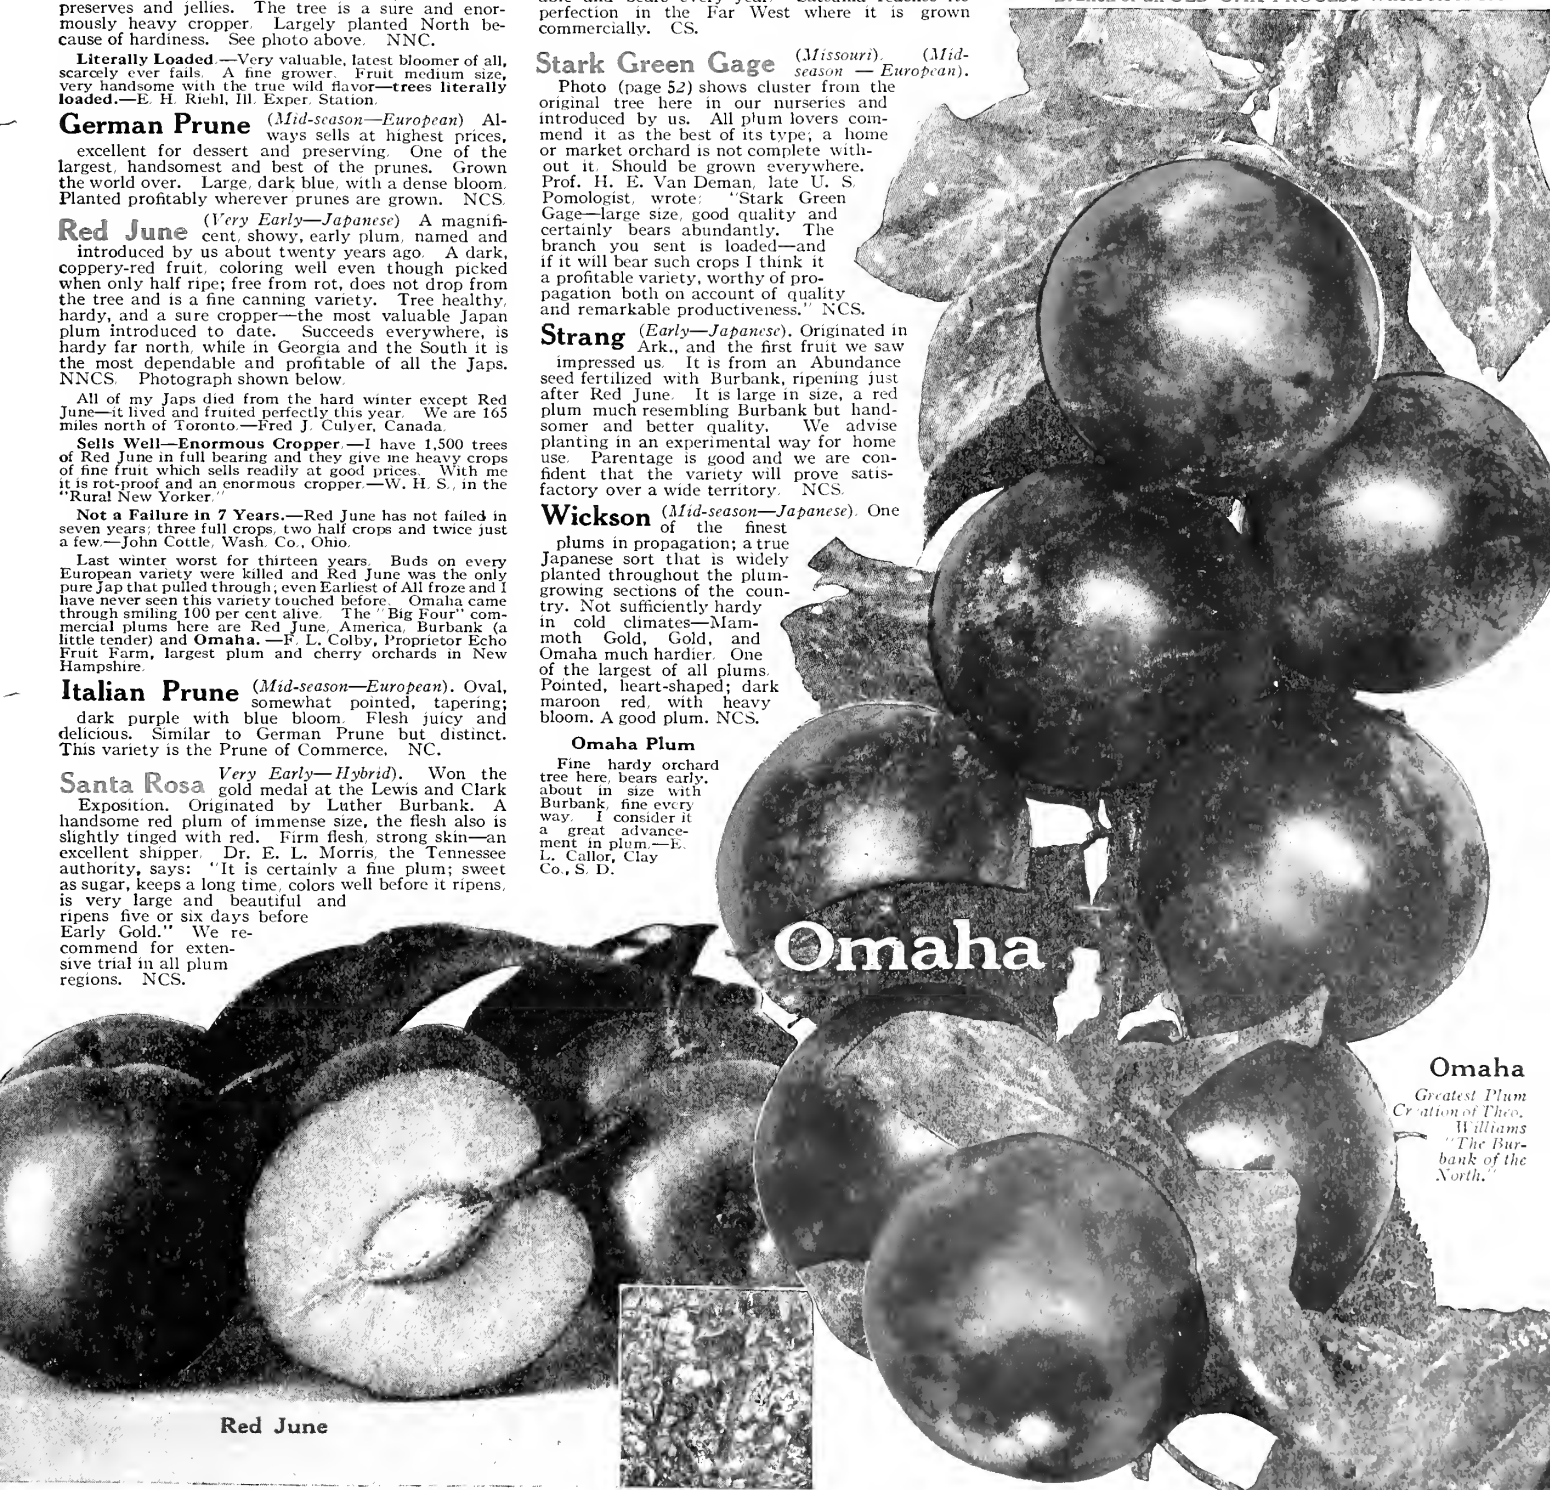 preserves and jellies. The tree is a sure and enor-
mously heavy cropper. Largely planted North be-
cause of hardiness. See photo above. NNC.
Literally Loaded.—Very valuable, latest bloomer of all,
scarcely ever fails. A fine grower. Fruit medium size,
very handsome with the true wild flavor—trees literally
loaded.—E. H. Riehl, Ill. Exper. Station.
German Prune (Mid-season—European) Al-
ways sells at highest prices,
excellent for dessert and preserving. One of the
largest, handsomest and best of the prunes. Grown
the world over. Large, dark blue, with a dense bloom.
Planted profitably wherever prunes are grown. NCS.
Red June (Very Early—Japanese) A magnifi-
cent, showy, early plum, named and
introduced by us about twenty years ago. A dark,
coppery-red fruit, coloring well even though picked
when only half ripe; free from rot, does not drop from
the tree and is a fine canning variety. Tree healthy,
hardy, and a sure cropper—the most valuable Japan
plum introduced to date. Succeeds everywhere, is
hardy far north, while in Georgia and the South it is
the most dependable and profitable of all the Japs.
NNCS. Photograph shown below.
All of my Japs died from the hard winter except Red
June—it lived and fruited perfectly this year. We are 165
miles north of Toronto.—Fred J. Culyer, Canada.
Sells Well—Enormous Cropper.—I have 1,500 trees
of Red June in full bearing and they give me heavy crops
of fine fruit which sells readily at good prices. With me
it is rot-proof and an enormous cropper.—W. H. S., in the
"Rural New Yorker."
Not a Failure in 7 Years.—Red June has not failed in
seven years; three full crops, two half crops and twice just
a few.—John Cottle, Wash. Co., Ohio.
Last winter worst for thirteen years. Buds on every
European variety were killed and Red June was the only
pure Jap that pulled through; even Earliest of All froze and I
have never seen this variety touched before. Omaha came
through smiling 100 per cent alive. The "Big Four" com-
mercial plums here are Red June, America, Burbank (a
little tender) and Omaha.—F. L. Colby, Proprietor Echo
Fruit Farm, largest plum and cherry orchards in New
Hampshire.
Italian Prune (Mid-season—European). Oval,
somewhat pointed, tapering;
dark purple with blue bloom. Flesh juicy and
delicious. Similar to German Prune but distinct.
This variety is the Prune of Commerce. NC.
Santa Rosa Very Early—Hybrid). Won the
gold medal at the Lewis and Clark
Exposition. Originated by Luther Burbank. A
handsome red plum of immense size, the flesh also is
slightly tinged with red. Firm flesh, strong skin—an
excellent shipper. Dr. E. L. Morris, the Tennessee
authority, says: "It is certainly a fine plum; sweet
as sugar, keeps a long time, colors well before it ripens,
is very large and beautiful and
ripens five or six days before
Early Gold." We re-
commend for exten-
sive trial in all plum
regions. NCS.
Red June
perfection in the Far West where it is grown
commercially. CS.
Stark Green Gage (Missouri). (Mid-
season — European).
Photo (page 52) shows cluster from the
original tree here in our nurseries and
introduced by us. All plum lovers com-
mend it as the best of its type; a home
or market orchard is not complete with-
out it. Should be grown everywhere.
Prof. H. E. Van Deman, late U. S.
Pomologist, wrote: "Stark Green
Gage—large size, good quality and
certainly bears abundantly. The
branch you sent is loaded—and
if it will bear such crops I think it
a profitable variety, worthy of pro-
pagation both on account of quality
and remarkable productiveness." NCS.
Strang (Early—Japanese). Originated in
Ark., and the first fruit we saw
impressed us. It is from an Abundance
seed fertilized with Burbank, ripening just
after Red June. It is large in size, a red
plum much resembling Burbank but hand-
somer and better quality. We advise
planting in an experimental way for home
use. Parentage is good and we are con-
fident that the variety will prove satis-
factory over a wide territory. NCS.
Wickson (Mid-season—Japanese). One
of the finest
plums in propagation; a true
Japanese sort that is widely
planted throughout the plum-
growing sections of the coun-
try. Not sufficiently hardy
in cold climates—Mam-
moth Gold, Gold, and
Omaha much hardier. One
of the largest of all plums.
Pointed, heart-shaped; dark
maroon red, with heavy
bloom. A good plum. NCS.
Omaha Plum
Fine hardy orchard
tree here, bears early,
about in size with
Burbank, fine every
way. I consider it
a great advance-
ment in plum.—E.
L. Callor, Clay
Co., S. D.
Omaha
Omaha
Greatest Plum
Creation of Theo.
Williams
"The Bur-
bank of the
North."